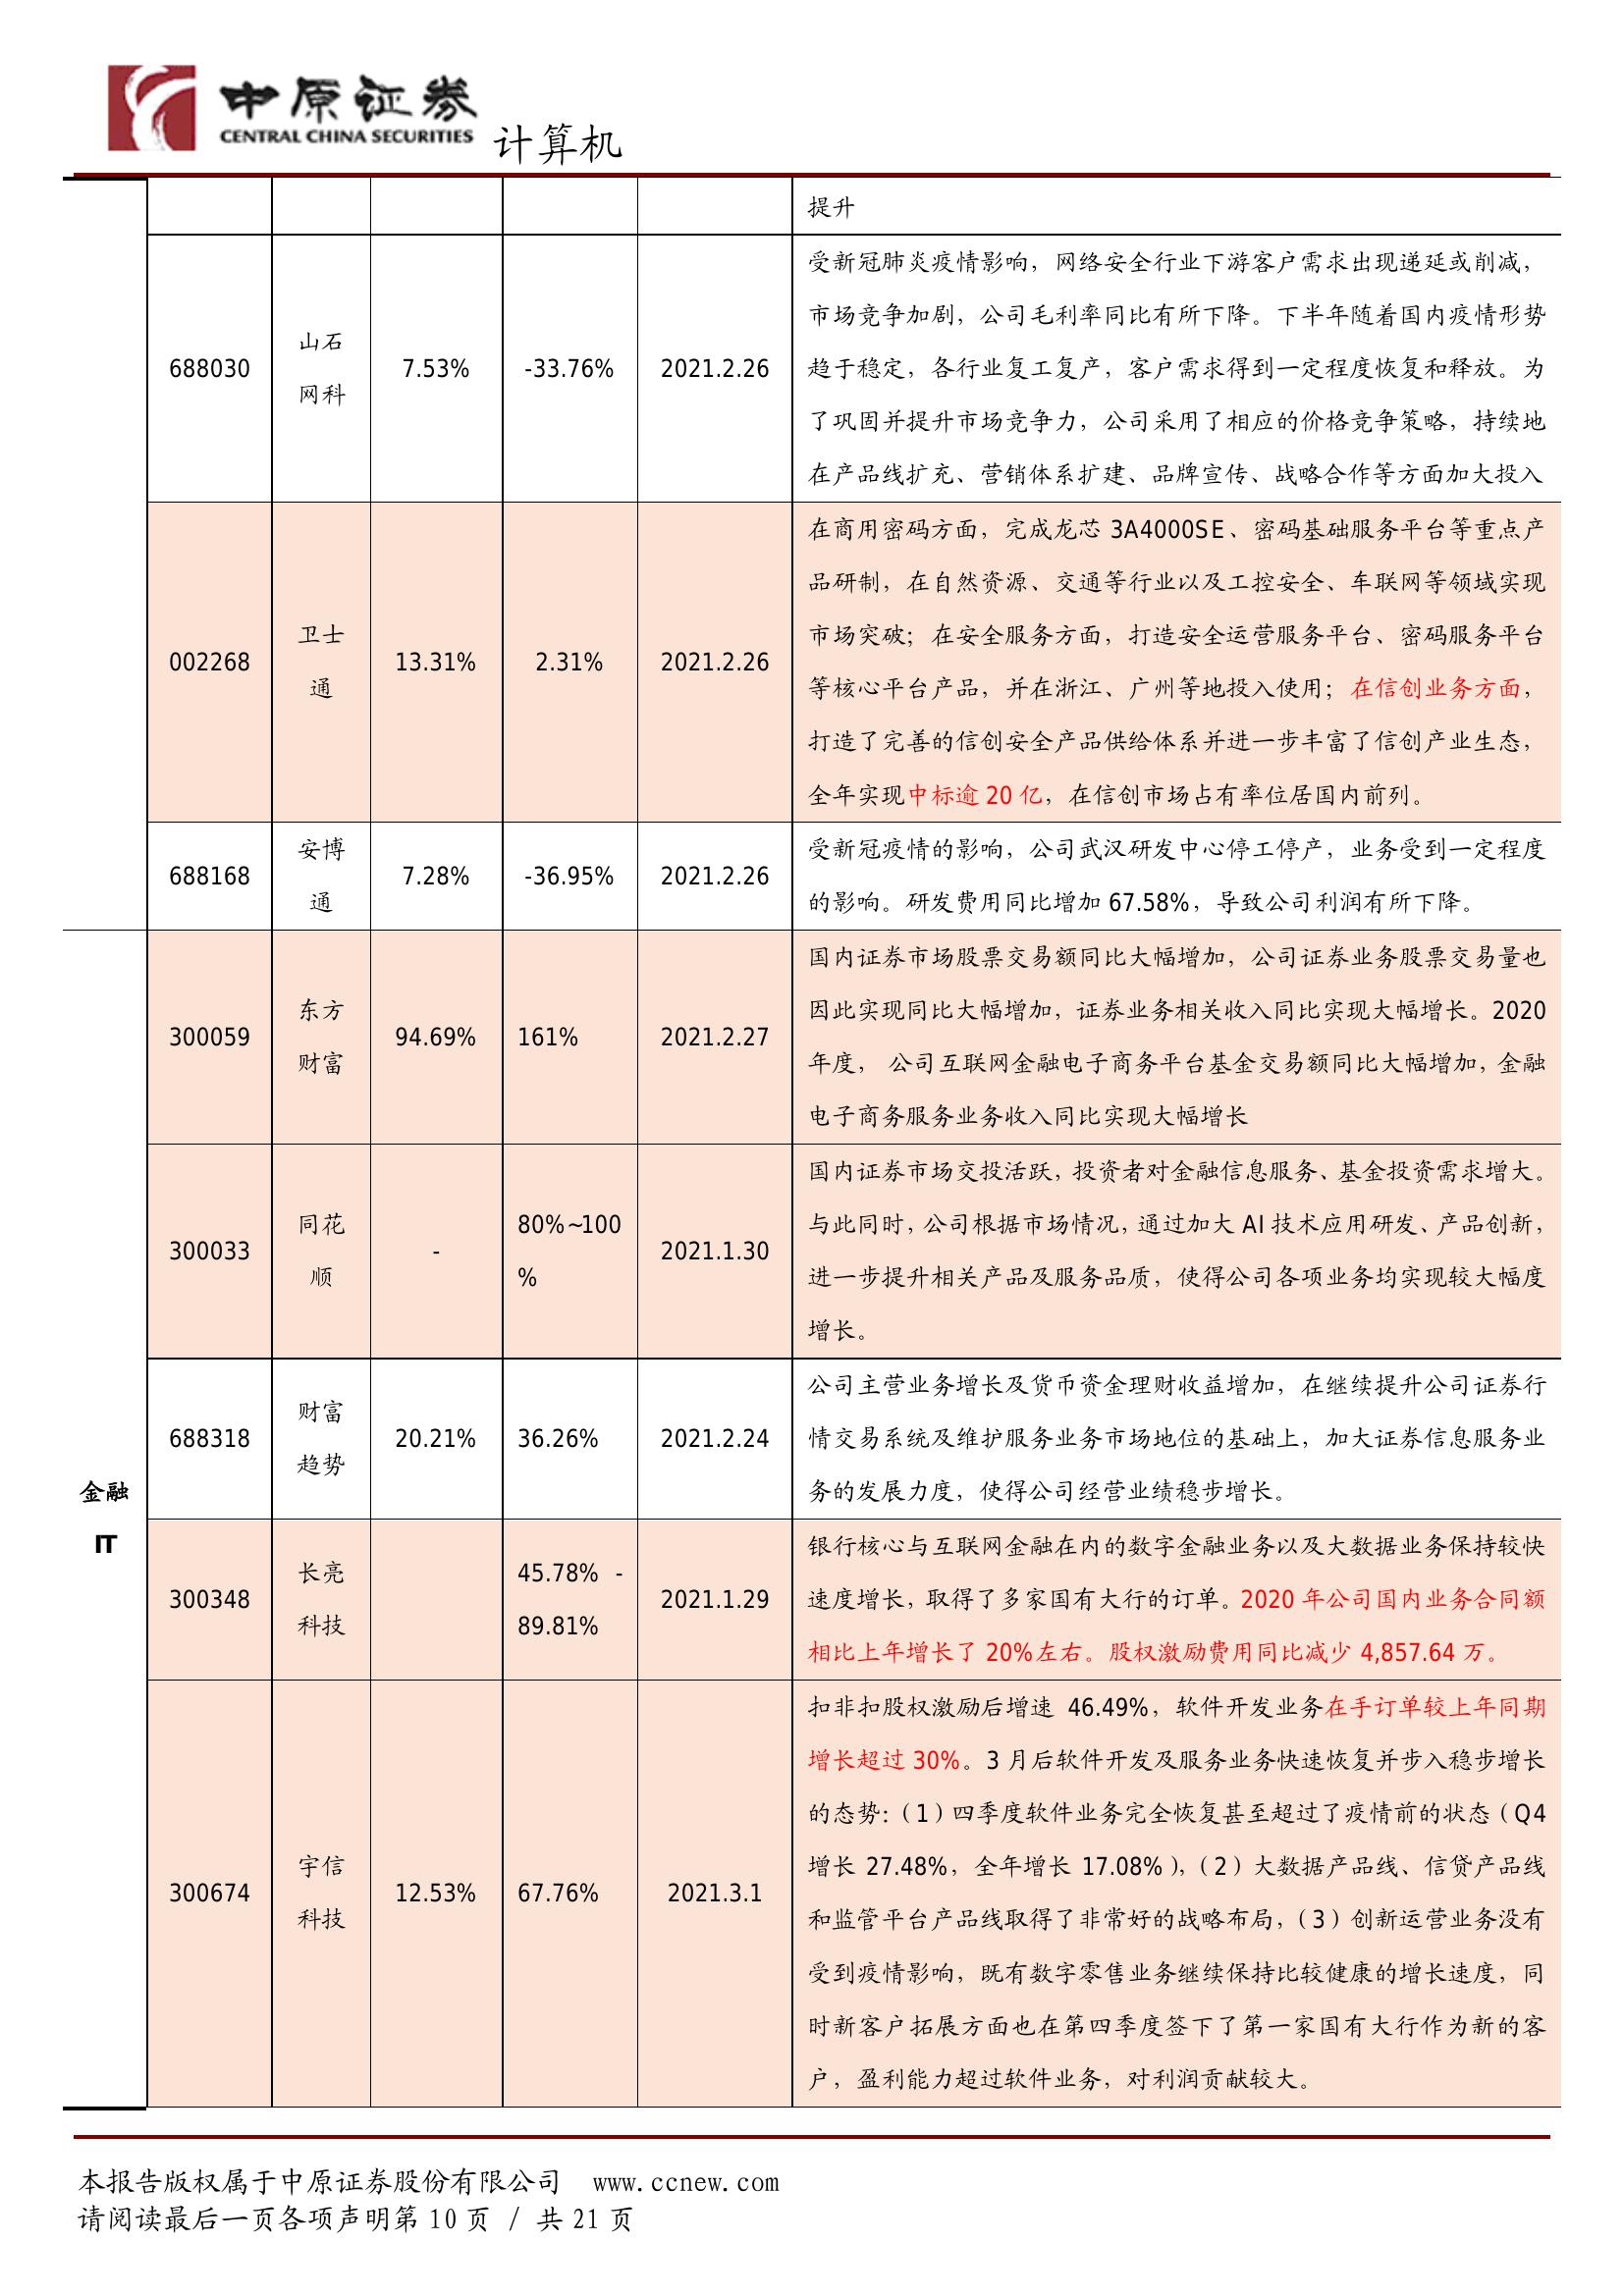 中原证券
CENTRAL CHINA SECURITIES
计算机
提升
688030
山石
网科
7.53%
-33.76%
2021.2.26
受新冠肺炎疫情影响，网络安全行业下游客户需求出现递延或削减，
市场竞争加剧，公司毛利率同比有所下降。下半年随着国内疫情形势
趋于稳定，各行业复工复产，客户需求得到一定程度恢复和释放。为
了巩固并提升市场竞争力，公司采用了相应的价格竞争策略，持续地
在产品线扩充、营销体系扩建、品牌宣传、战略合作等方面加大投入
002268
卫士
通
13.31%
2.31%
2021.2.26
在商用密码方面，完成龙芯 3A4000SE、密码基础服务平台等重点产
品研制，在自然资源、交通等行业以及工控安全、车联网等领域实现
市场突破；在安全服务方面，打造安全运营服务平台、密码服务平台
等核心平台产品，并在浙江、广州等地投入使用；在信创业务方面，
打造了完善的信创安全产品供给体系并进一步丰富了信创产业生态，
全年实现中标逾 20 亿，在信创市场占有率位居国内前列。
688168
安博
通
7.28%
-36.95%
2021.2.26
受新冠疫情的影响，公司武汉研发中心停工停产，业务受到一定程度
的影响。研发费用同比增加 67.58%，导致公司利润有所下降。
金融
IT
300059
东方
财富
94.69%
161%
2021.2.27
国内证券市场股票交易额同比大幅增加，公司证券业务股票交易量也
因此实现同比大幅增加，证券业务相关收入同比实现大幅增长。2020
年度， 公司互联网金融电子商务平台基金交易额同比大幅增加，金融
电子商务服务业务收入同比实现大幅增长
300033
同花
顺
-
80%~100
%
2021.1.30
国内证券市场交投活跃，投资者对金融信息服务、基金投资需求增大。
与此同时，公司根据市场情况，通过加大 AI 技术应用研发、产品创新，
进一步提升相关产品及服务品质，使得公司各项业务均实现较大幅度
增长。
688318
财富
趋势
20.21%
36.26%
2021.2.24
公司主营业务增长及货币资金理财收益增加，在继续提升公司证券行
情交易系统及维护服务业务市场地位的基础上，加大证券信息服务业
务的发展力度，使得公司经营业绩稳步增长。
300348
长亮
科技
45.78% -
89.81%
2021.1.29
银行核心与互联网金融在内的数字金融业务以及大数据业务保持较快
速度增长，取得了多家国有大行的订单。2020 年公司国内业务合同额
相比上年增长了 20%左右。股权激励费用同比减少 4,857.64 万。
300674
宇信
科技
12.53%
67.76%
2021.3.1
扣非扣股权激励后增速 46.49%，软件开发业务在手订单较上年同期
增长超过 30%。3 月后软件开发及服务业务快速恢复并步入稳步增长
的态势：（1）四季度软件业务完全恢复甚至超过了疫情前的状态（Q4
增长 27.48%，全年增长 17.08%），（2）大数据产品线、信贷产品线
和监管平台产品线取得了非常好的战略布局，（3）创新运营业务没有
受到疫情影响，既有数字零售业务继续保持比较健康的增长速度，同
时新客户拓展方面也在第四季度签下了第一家国有大行作为新的客
户，盈利能力超过软件业务，对利润贡献较大。
本报告版权属于中原证券股份有限公司 www.ccnew.com
请阅读最后一页各项声明第 10 页 / 共 21 页